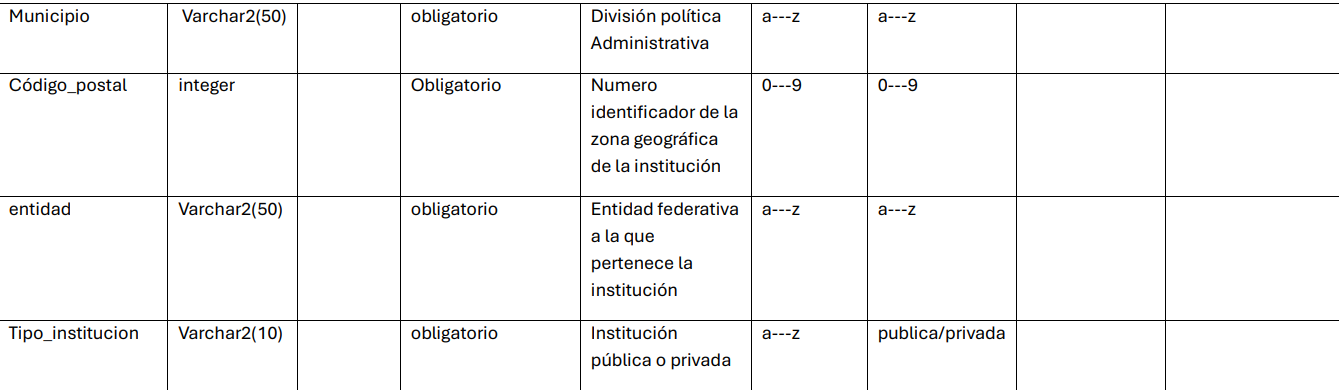 Municipio Varchar2(50) obligatorio División política a---z a---z
Administrativa
Código_postal integer Obligatorio Numero 0---9 0---9
identificador de la
zona geográfica
de la institución
entidad Varchar2(50) obligatorio Entidad federativa a---z a---z
a la que
pertenece la
institución
Tipo_institucion Varchar2(10) obligatorio Institución a---z publica/privada
pública o privada